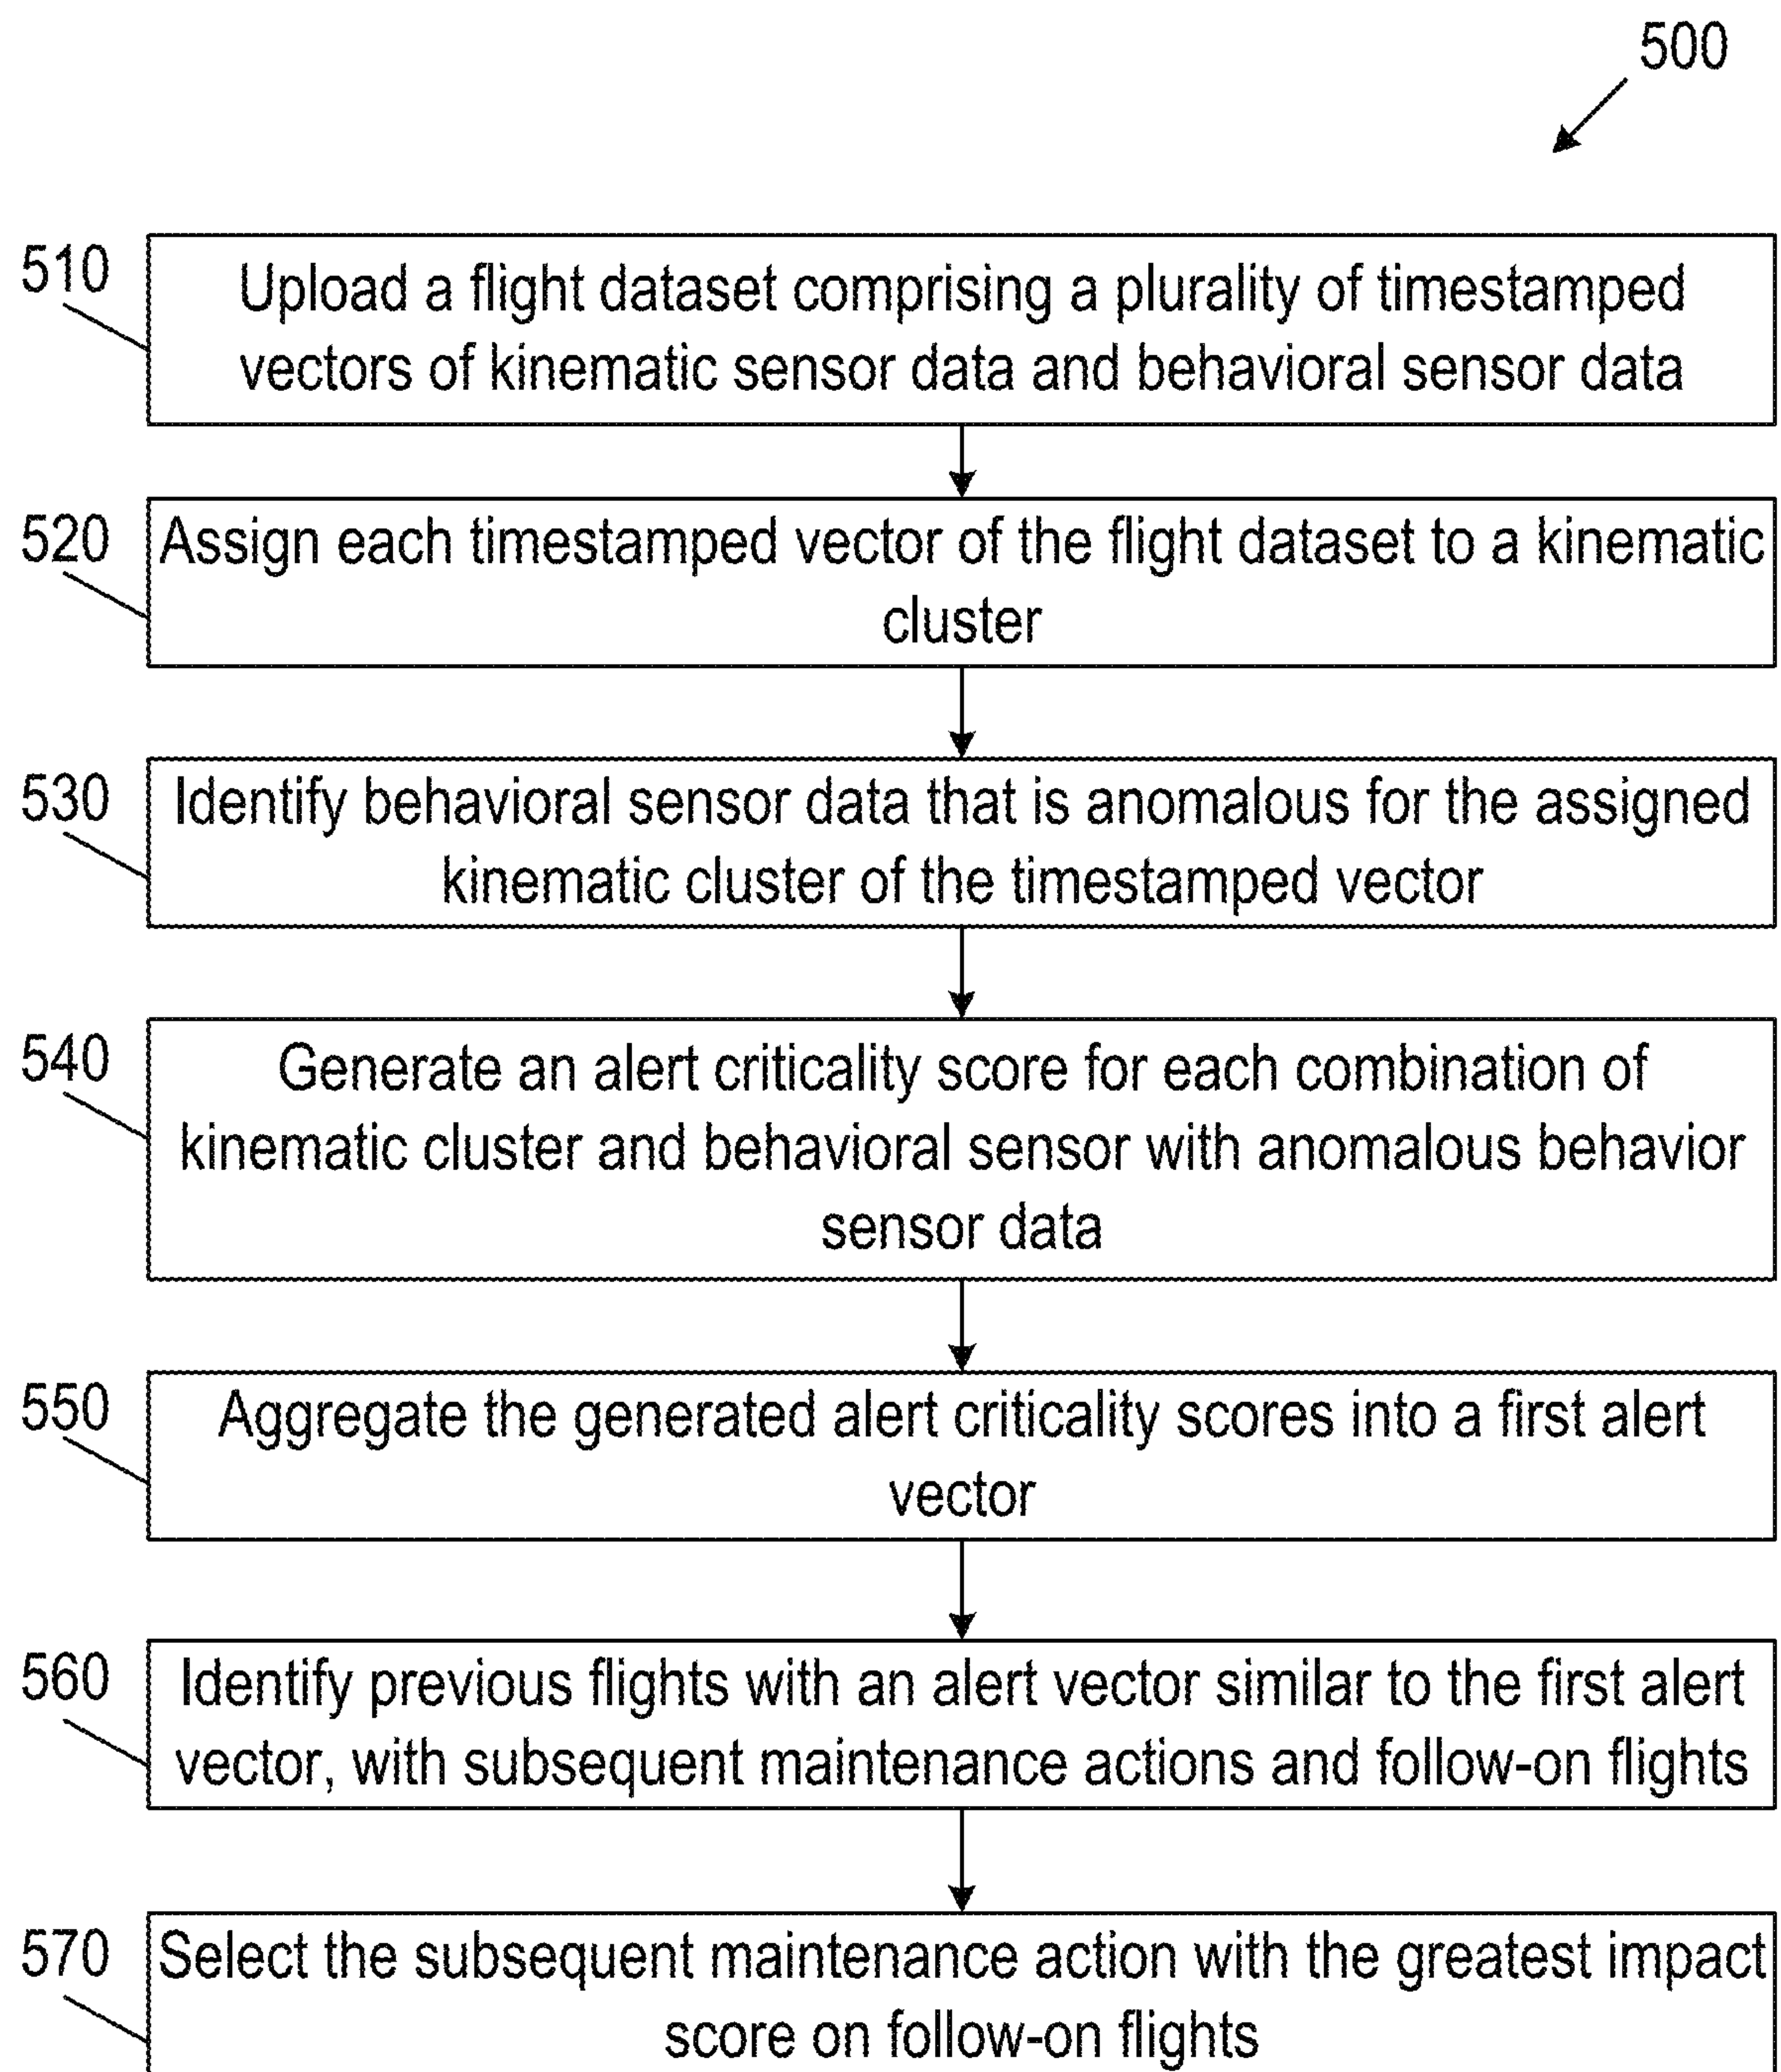 500
510
Upload a flight dataset comprising a plurality of timestamped
vectors of kinematic sensor data and behavioral sensor data
520
Assign each timestamped vector of the flight dataset to a kinematic
cluster
530
Identify behavioral sensor data that is anomalous for the assigned
kinematic cluster of the timestamped vector
540
Generate an alert criticality score for each combination of
kinematic cluster and behavioral sensor with anomalous behavior
sensor data
550
Aggregate the generated alert criticality scores into a first alert
vector
560
Identify previous flights with an alert vector similar to the first alert
vector, with subsequent maintenance actions and follow-on flights
570
Select the subsequent maintenance action with the greatest impact
score on follow-on flights